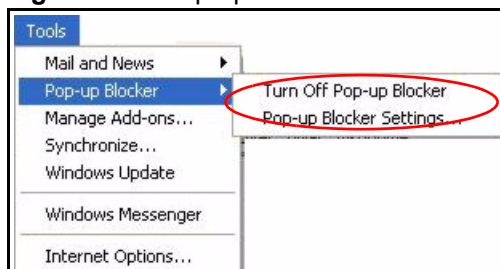 Tools
Mail and News
Pop-up Blocker
Turn Off Pop-up Blocker
Manage Add-ons...
Pop-up Blocker Settings...
Synchronize...
Windows Update
Windows Messenger
Internet Options...